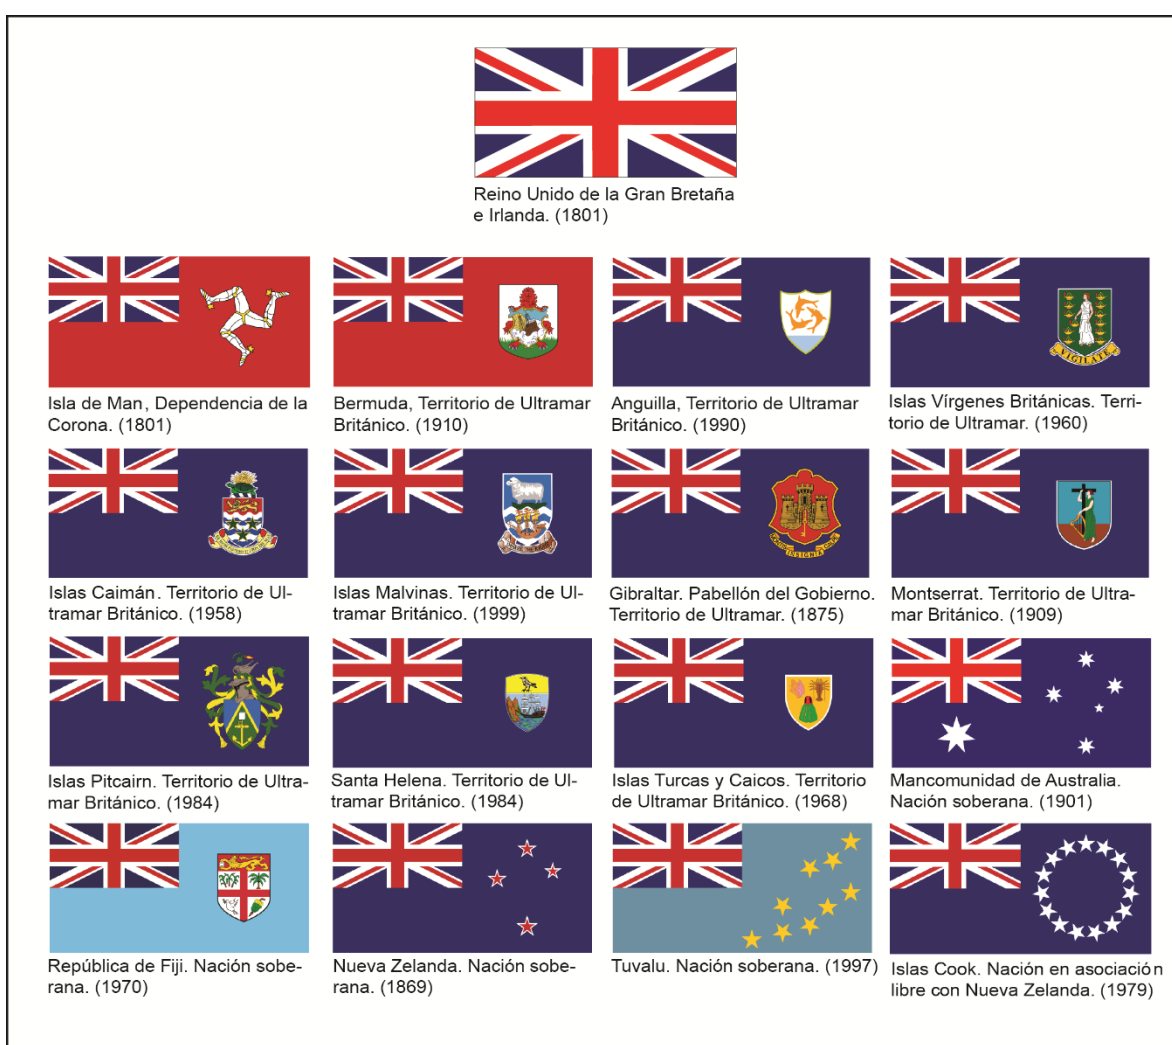 Reino Unido de la Gran Bretaña
e Irlanda. (1801)
Isla de Man, Dependencia de la
Corona. (1801)
Bermuda, Territorio de Ultramar
Británico. (1910)
Anguilla, Territorio de Ultramar
Británico. (1990)
VIGILATE
Islas Vírgenes Británicas. Terri-
torio de Ultramar. (1960)
Islas Caimán. Territorio de Ul-
tramar Británico. (1958)
Islas Malvinas. Territorio de Ul-
tramar Británico. (1999)
INSIGNIA
Gibraltar. Pabellón del Gobierno.
Territorio de Ultramar. (1875)
Montserrat. Territorio de Ultra-
mar Británico. (1909)
Islas Pitcairn. Territorio de Ultra-
mar Británico. (1984)
Santa Helena. Territorio de Ul-
tramar Británico. (1984)
Islas Turcas y Caicos. Territorio
de Ultramar Británico. (1968)
Mancomunidad de Australia.
Nación soberana. (1901)
República de Fiji. Nación sobe-
rana. (1970)
Nueva Zelanda. Nación sobe-
rana. (1869)
Tuvalu. Nación soberana. (1997)
Islas Cook. Nación en asociación
libre con Nueva Zelanda. (1979)